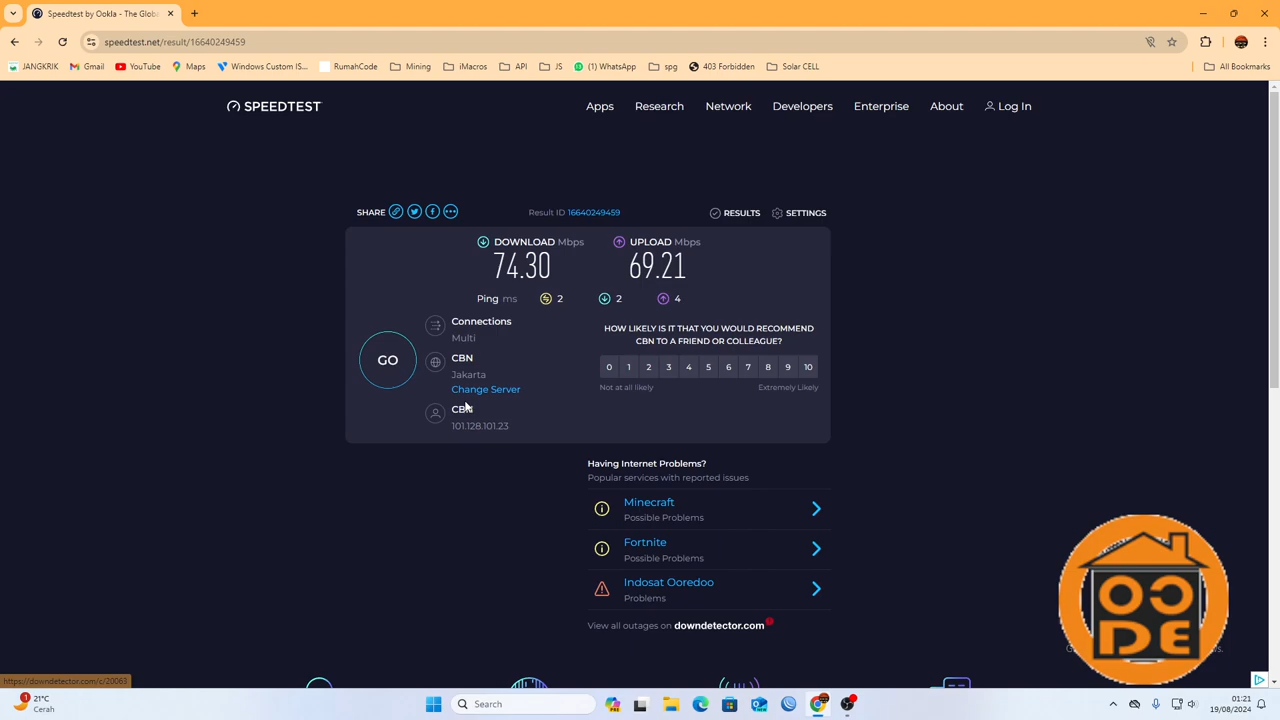 Speedtest by Ookla - The Globa
speedtest.net/result/16640249459
JANGKRIK
Gmail
YouTube
Maps
Windows Custom IS...
RumahCode
Mining
iMacros
API
JS
(1) WhatsApp
spg
403 Forbidden
Solar CELL
All Bookmarks
SPEEDTEST
Apps
Research
Network
Developers
Enterprise
About
Log In
SHARE
Result ID 16640249459
RESULTS
SETTINGS
DOWNLOAD Mbps
74.30
UPLOAD Mbps
69.21
Ping ms
2
2
4
GO
Connections
Multi
CBN
Jakarta
Change Server
CBN
101.128.101.23
HOW LIKELY IS IT THAT YOU WOULD RECOMMEND
CBN TO A FRIEND OR COLLEAGUE?
0 1 2 3 4 5 6 7 8 9 10
Not at all likely
Extremely Likely
Having Internet Problems?
Popular services with reported issues
Minecraft
Possible Problems
Fortnite
Possible Problems
Indosat Ooredoo
Problems
View all outages on downdetector.com
OC
DE
https://downdetector.com/c/20063
1
21°C
Cerah
Search
01:21
19/08/2024